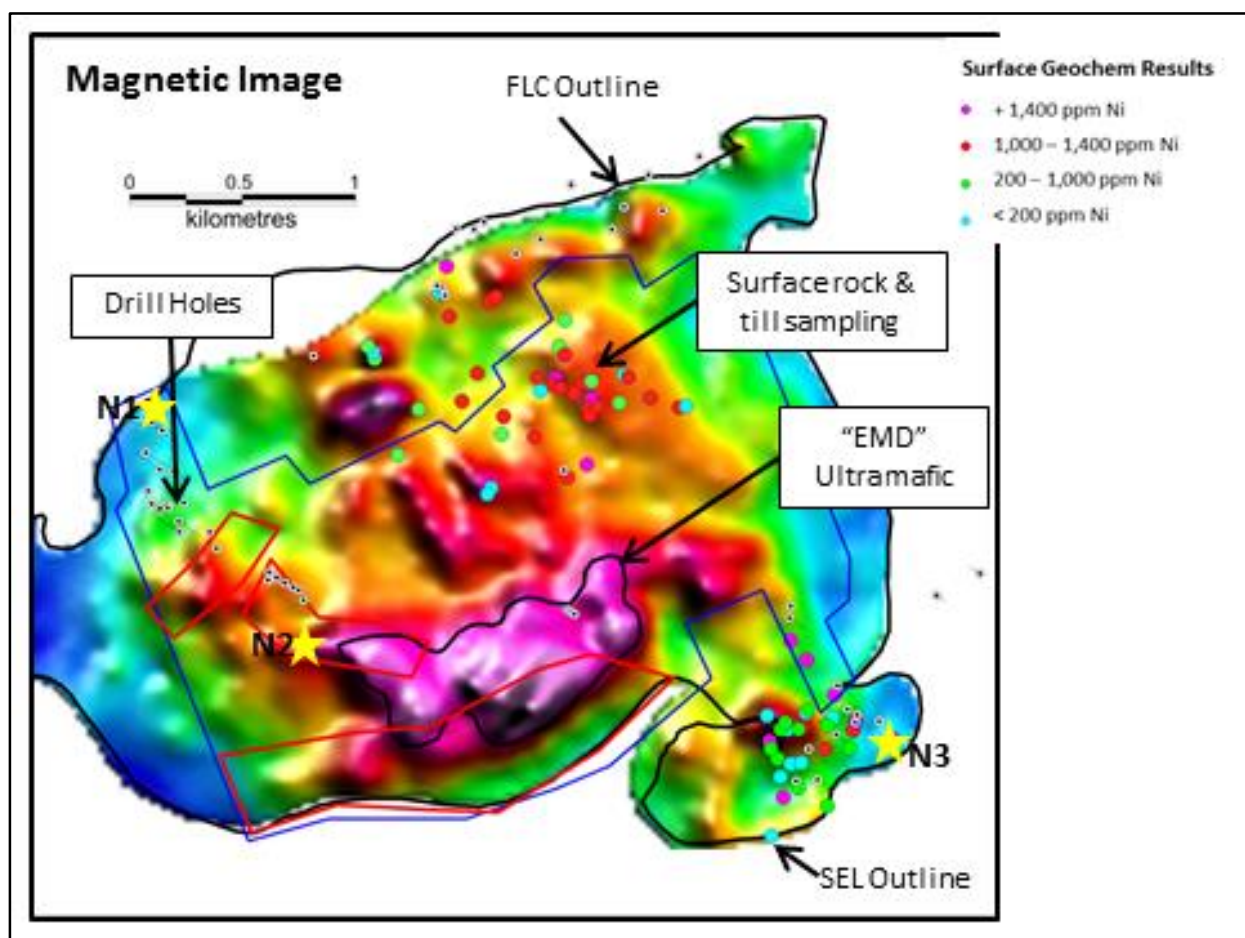 Magnetic Image
FLC Outline
Surface Geochem Results
+ 1,400 ppm Ni
1,000 – 1,400 ppm Ni
200 – 1,000 ppm Ni
< 200 ppm Ni
0 0.5 1
kilometres
Drill Holes
Surface rock &
till sampling
N1
"EMD"
Ultramafic
N2
N3
SEL Outline